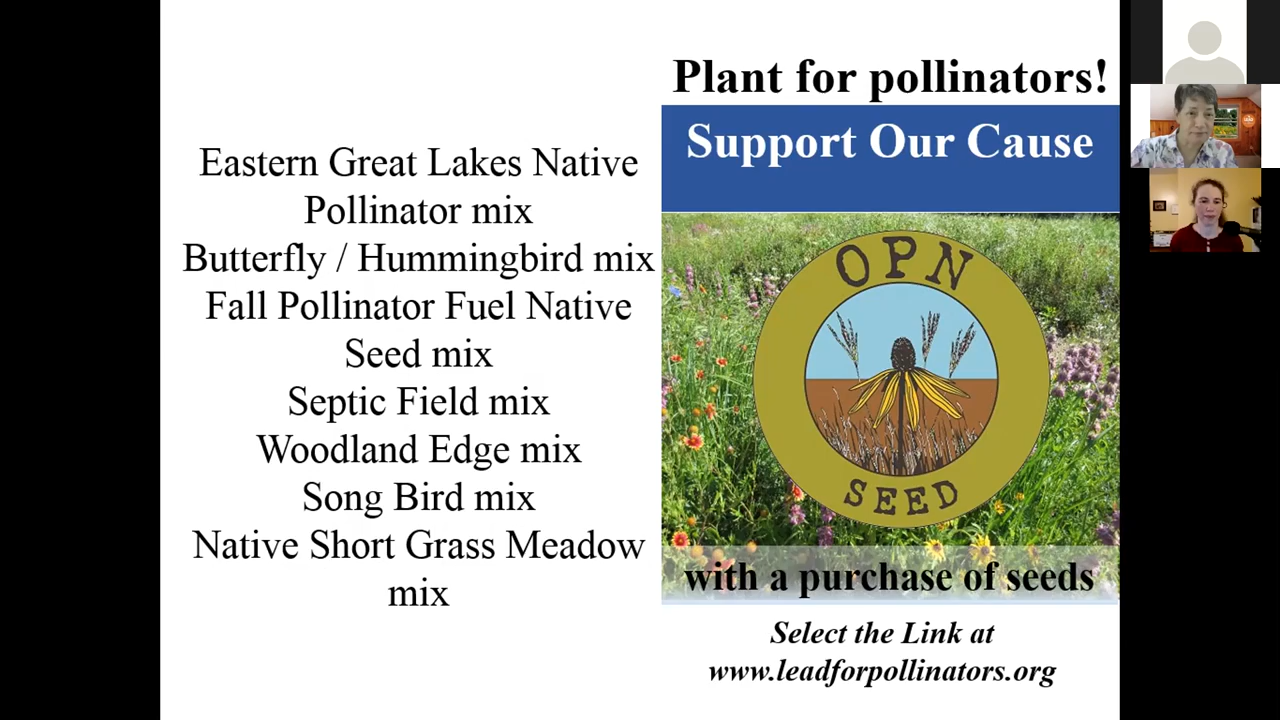 Eastern Great Lakes Native
Pollinator mix
Butterfly / Hummingbird mix
Fall Pollinator Fuel Native
Seed mix
Septic Field mix
Woodland Edge mix
Song Bird mix
Native Short Grass Meadow
mix
Plant for pollinators!
Support Our Cause
OPN
SEED
with a purchase of seeds
Select the Link at
www.leadforpollinators.org